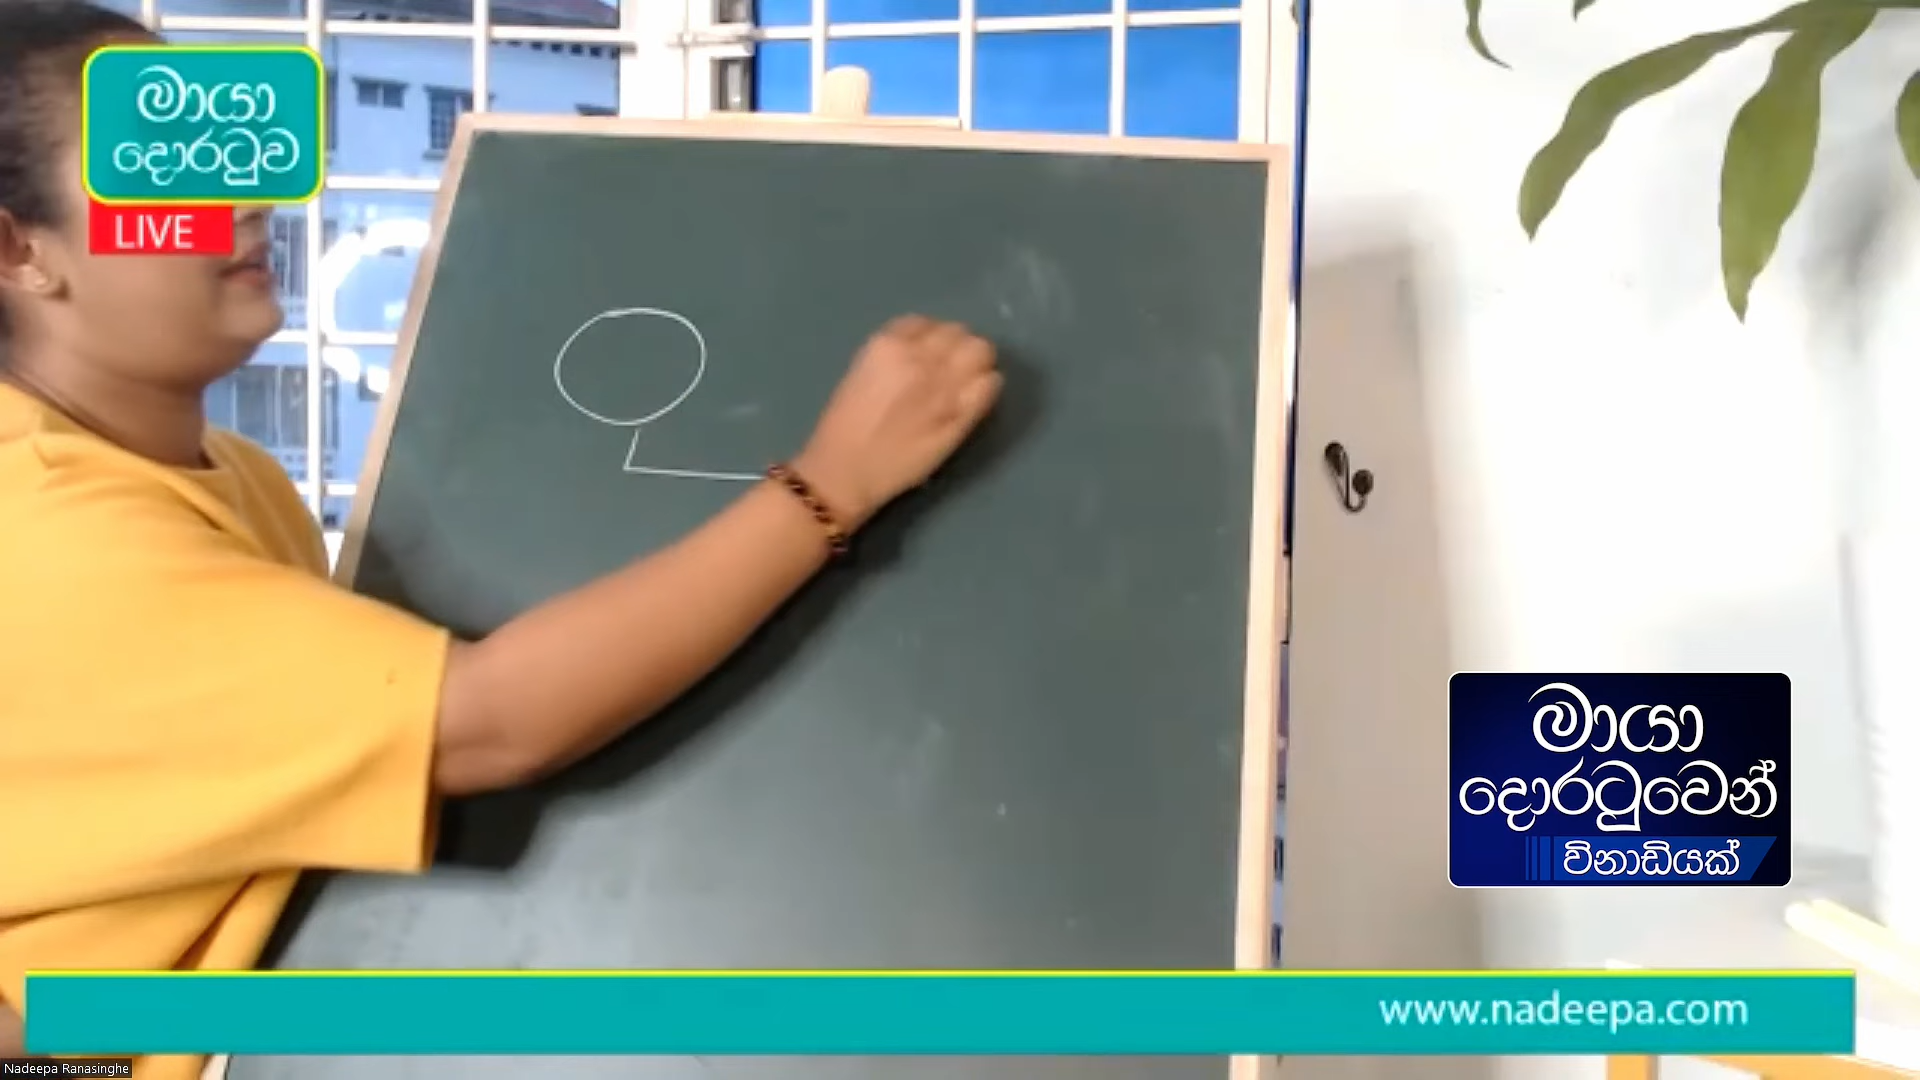 මායා
දොරටුව
LIVE
මායා
දොරටුවෙන්
විනාඩියක්
www.nadeepa.com
Nadeepa Ranasinghe